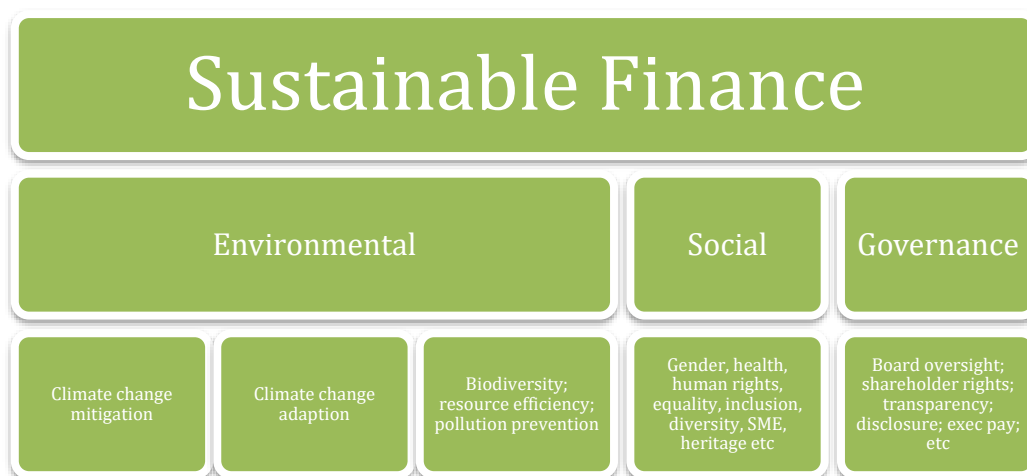 Sustainable Finance
Environmental
Social
Governance
Climate change
mitigation
Climate change
adaption
Biodiversity;
resource efficiency;
pollution prevention
Gender, health,
human rights,
equality, inclusion,
diversity, SME,
heritage etc
Board oversight;
shareholder rights;
transparency;
disclosure; exec pay;
etc